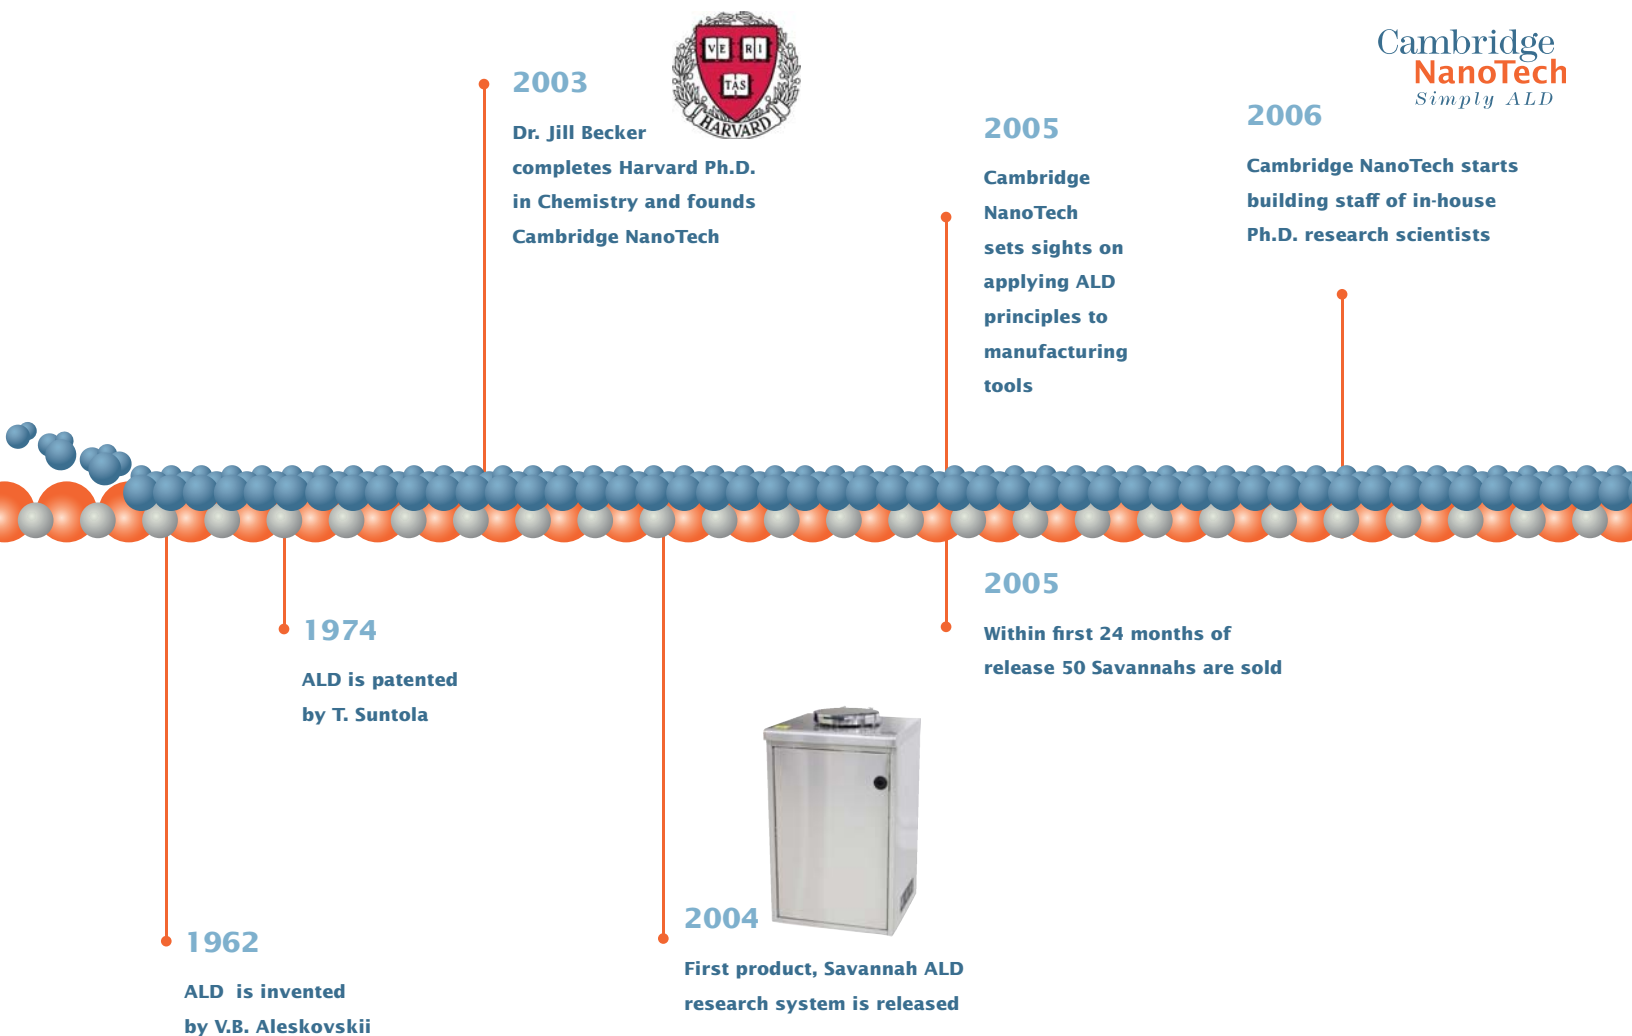 VE RI
TAS
HARVARD
Cambridge
NanoTech
Simply ALD
2003
Dr. Jill Becker
completes Harvard Ph.D.
in Chemistry and founds
Cambridge NanoTech
2005
Cambridge
NanoTech
sets sights on
applying ALD
principles to
manufacturing
tools
2006
Cambridge NanoTech starts
building staff of in-house
Ph.D. research scientists
1974
ALD is patented
by T. Suntola
2005
Within first 24 months of
release 50 Savannahs are sold
1962
ALD is invented
by V.B. Aleskovskii
2004
First product, Savannah ALD
research system is released